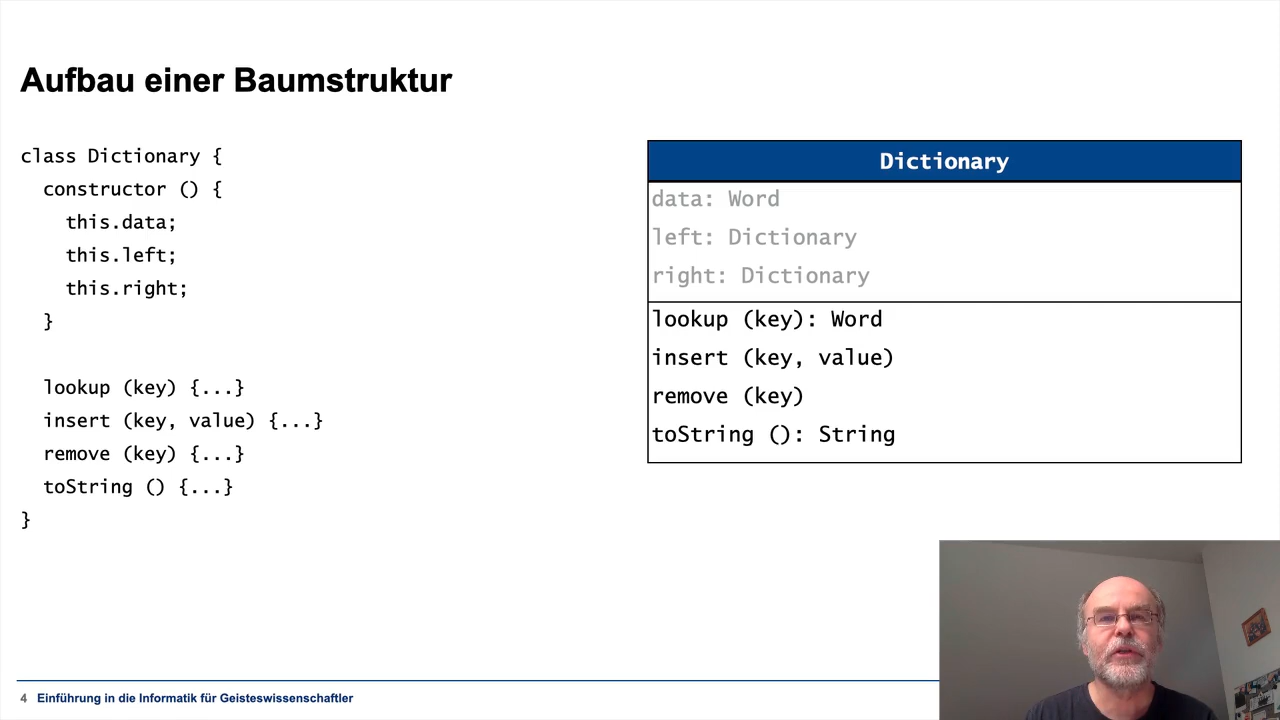 Aufbau einer Baumstruktur
class Dictionary {
constructor () {
this.data;
this.left;
this.right;
}
lookup (key) {...}
insert (key, value) {...}
remove (key) {...}
toString () {...}
}
Dictionary
data: Word
left: Dictionary
right: Dictionary
lookup (key): Word
insert (key, value)
remove (key)
toString (): String
4 Einführung in die Informatik für Geisteswissenschaftler